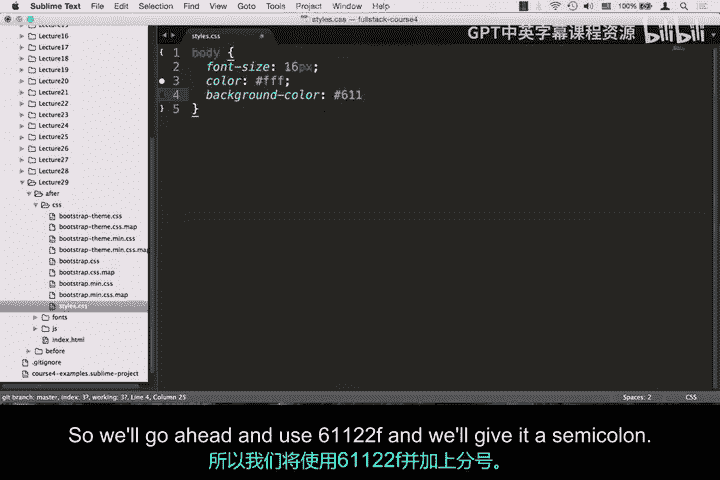 Sublime Text File Edit Selection Find View Goto Tools Project Window Help 100%
styles.css — fullstack-course4
GPT中英字幕课程资源 bilibili
Lecture16
Lecture17
Lecture18
Lecture19
Lecture20
Lecture21
Lecture22
Lecture23
Lecture24
Lecture25
Lecture26
Lecture27
Lecture28
Lecture29
after
css
bootstrap-theme.css
bootstrap-theme.css.map
bootstrap-theme.min.css
bootstrap-theme.min.css.map
bootstrap.css
bootstrap.css.map
bootstrap.min.css
bootstrap.min.css.map
styles.css
fonts
js
index.html
before
.gitignore
course4-examples.sublime-project
styles.css
1 body {
2 font-size: 16px;
3 color: #fff;
4 background-color: #611
5 }
git branch: master, index: 3?, working: 3?, Line 4, Column 25
Spaces: 2 CSS
So we'll go ahead and use 61122f and we'll give it a semicolon.
所以我们将使用61122f并加上分号。